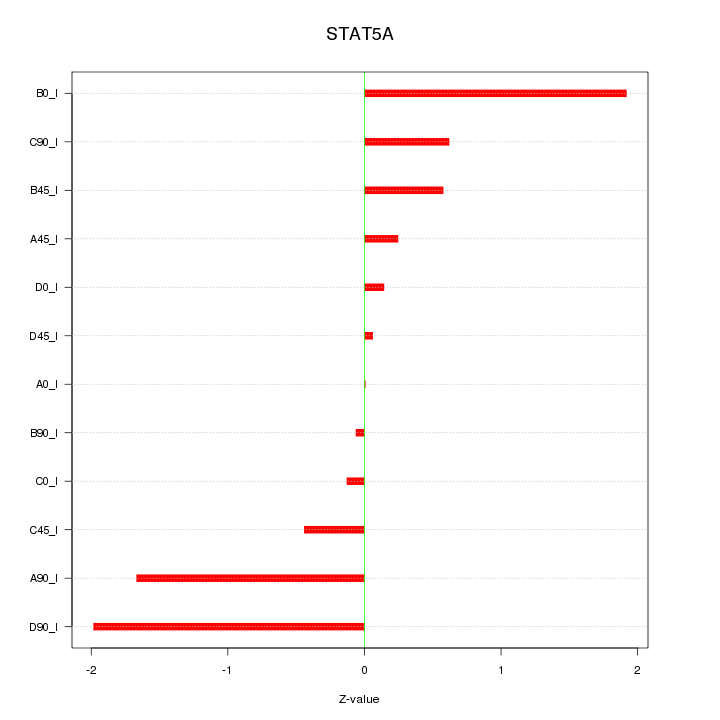 STAT5A
B0_I
C90_I
B45_I
A45_I
D0_I
D45_I
A0_I
B90_I
C0_I
C45_I
A90_I
D90_I
-2 -1 0 1 2
Z-value